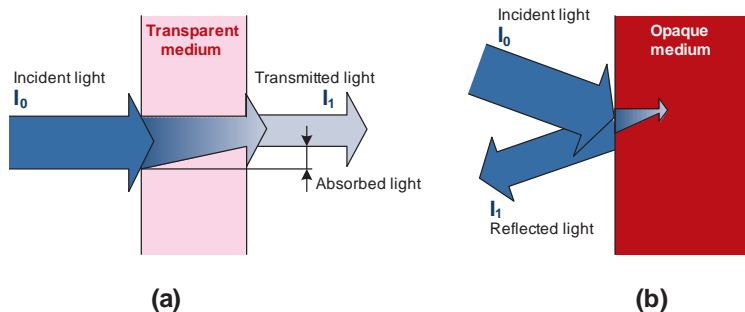 Transparent
medium
Incident light
I0
Transmitted light
I1
Absorbed light
(a)
Incident light
I0
Opaque
medium
I1
Reflected light
(b)